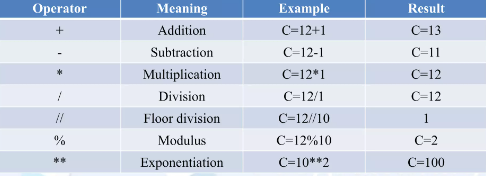 Operator Meaning Example Result
+ Addition C=12+1 C=13
- Subtraction C=12-1 C=11
* Multiplication C=12*1 C=12
/ Division C=12/1 C=12
// Floor division C=12//10 1
% Modulus C=12%10 C=2
** Exponentiation C=10**2 C=100